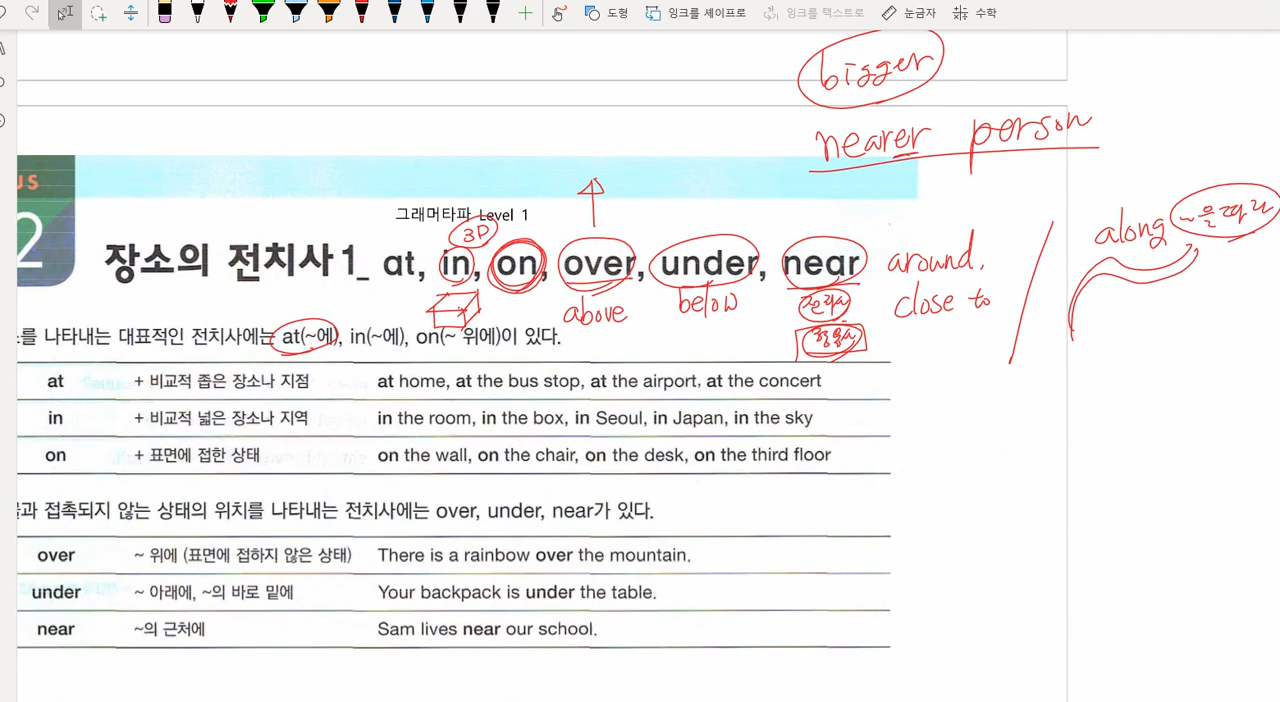 도형 잉크를 셰이프로 잉크를 텍스트로 눈금자 수학
bigger
nearer person
US
2
그래머타파 Level 1
3D
장소의 전치사1_ at, in, on, over, under, near
around,
close to
along ~을 따라
above
below
전치사
형용사
를 나타내는 대표적인 전치사에는 at(~에), in(~에), on(~ 위에)이 있다.
at + 비교적 좁은 장소나 지점 at home, at the bus stop, at the airport, at the concert
in + 비교적 넓은 장소나 지역 in the room, in the box, in Seoul, in Japan, in the sky
on + 표면에 접한 상태 on the wall, on the chair, on the desk, on the third floor
과 접촉되지 않는 상태의 위치를 나타내는 전치사에는 over, under, near가 있다.
over ~ 위에 (표면에 접하지 않은 상태) There is a rainbow over the mountain.
under ~ 아래에, ~의 바로 밑에 Your backpack is under the table.
near ~의 근처에 Sam lives near our school.